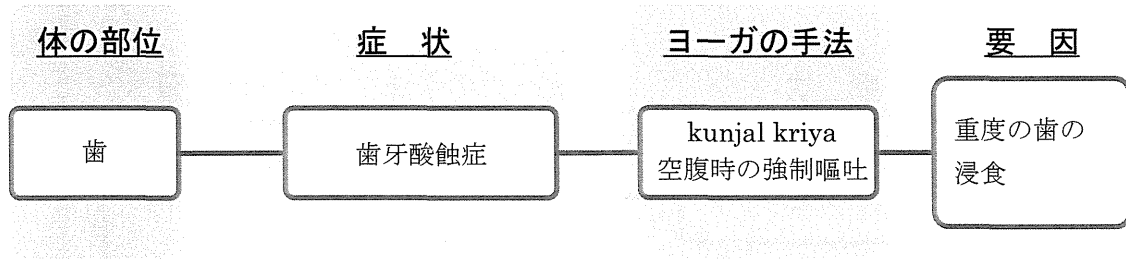 体の部位
症　状
ヨーガの手法
要　因
歯
歯牙酸蝕症
kunjal kriya
空腹時の強制嘔吐
重度の歯の
浸食